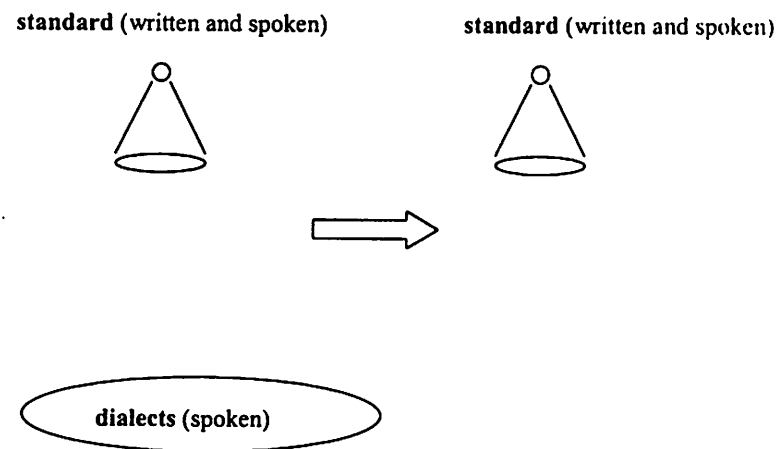 standard (written and spoken)
standard (written and spoken)
dialects (spoken)